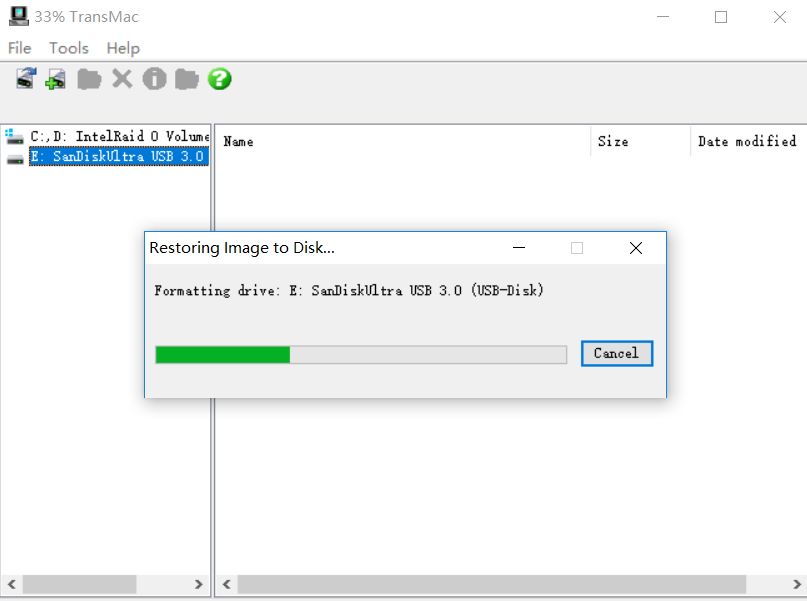 33% TransMac
File Tools Help
C:,D: IntelRaid 0 Volume
E: SanDiskUltra USB 3.0
Name Size Date modified
Restoring Image to Disk...
Formatting drive: E: SanDiskUltra USB 3.0 (USB-Disk)
Cancel